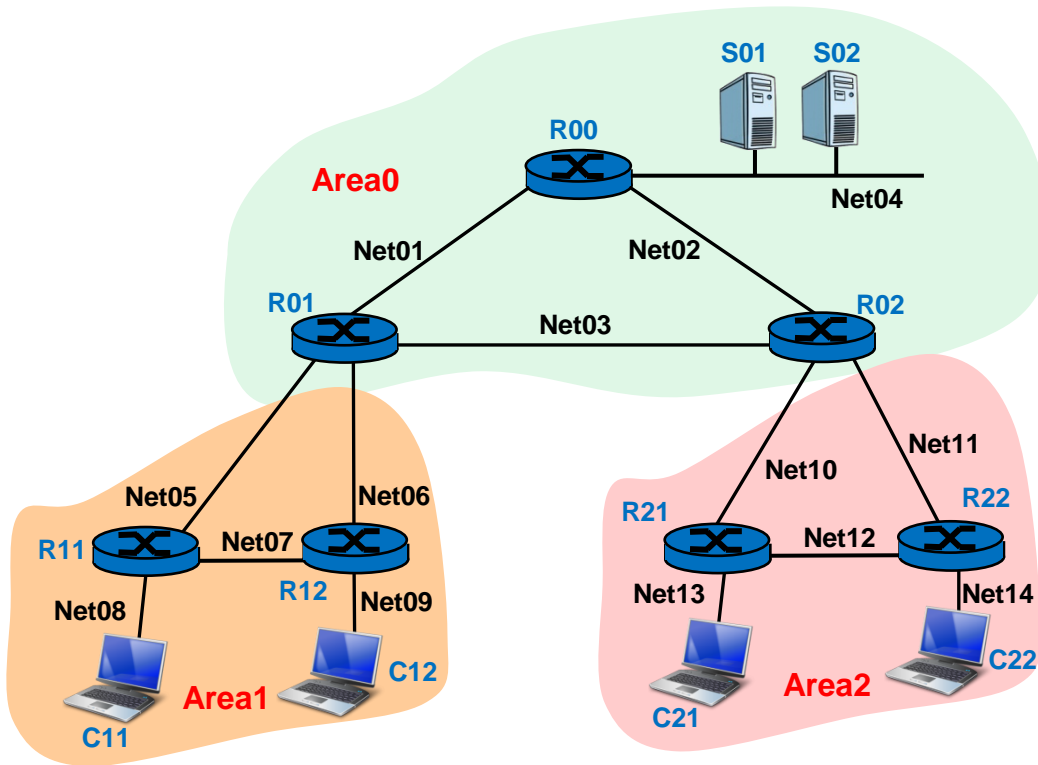 S01
S02
R00
Area0
Net04
Net01
Net02
R01
R02
Net03
Net05
Net06
Net10
Net11
R11
Net07
R12
R21
Net12
R22
Net08
Net09
Net13
Net14
C12
C22
Area1
Area2
C11
C21